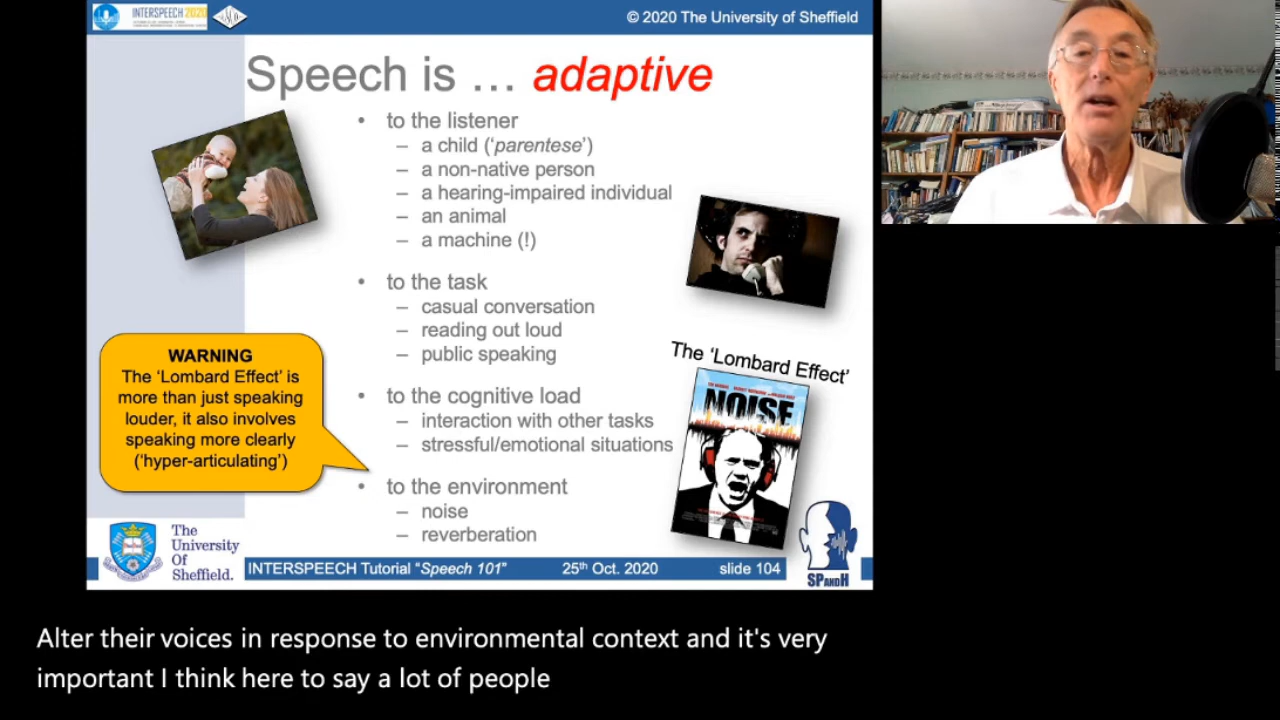 INTERSPEECH 2020
© 2020 The University of Sheffield
Speech is … adaptive
• to the listener
– a child (‘parentese’)
– a non-native person
– a hearing-impaired individual
– an animal
– a machine (!)
• to the task
– casual conversation
– reading out loud
– public speaking
• to the cognitive load
– interaction with other tasks
– stressful/emotional situations
• to the environment
– noise
– reverberation
WARNING
The ‘Lombard Effect’ is
more than just speaking
louder, it also involves
speaking more clearly
(‘hyper-articulating’)
The ‘Lombard Effect’
NOISE
The
University
Of
Sheffield.
INTERSPEECH Tutorial “Speech 101”
25th Oct. 2020
slide 104
SPANDH
Alter their voices in response to environmental context and it's very
important I think here to say a lot of people